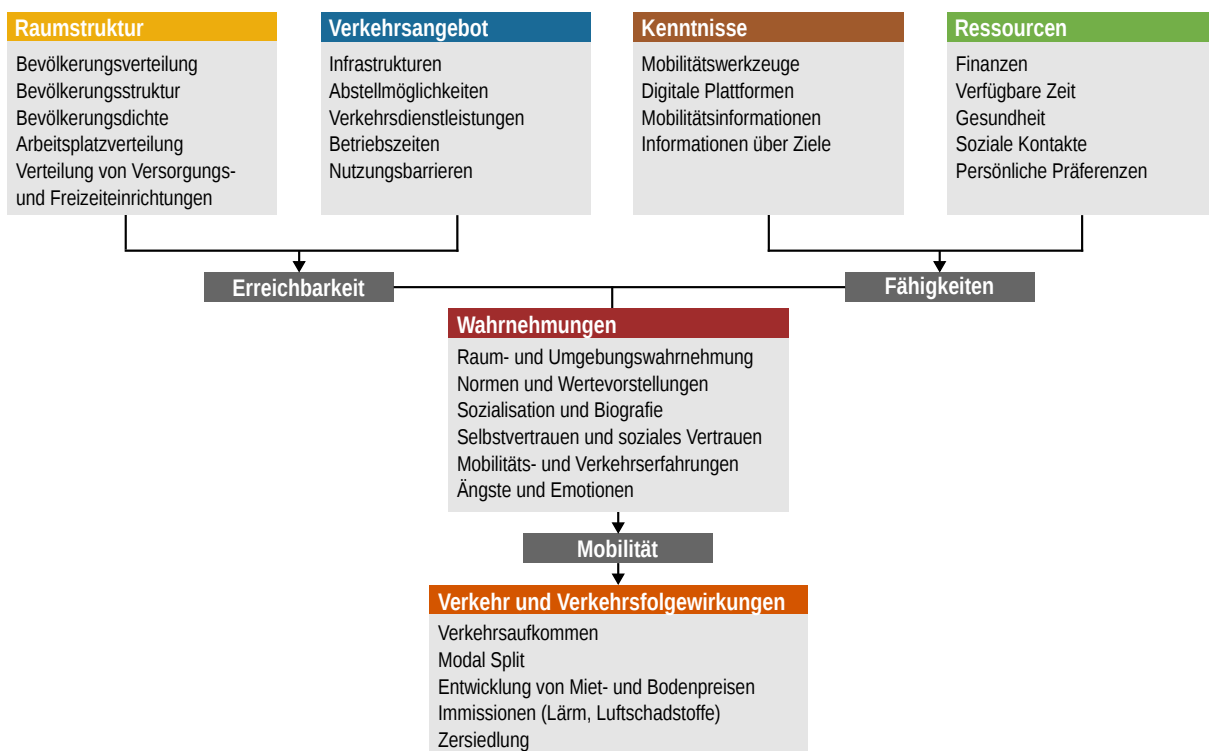 Raumstruktur
Bevölkerungsverteilung
Bevölkerungsstruktur
Bevölkerungsdichte
Arbeitsplatzverteilung
Verteilung von Versorgungs-
und Freizeiteinrichtungen
Verkehrsangebot
Infrastrukturen
Abstellmöglichkeiten
Verkehrsdienstleistungen
Betriebszeiten
Nutzungsbarrieren
Kenntnisse
Mobilitätswerkzeuge
Digitale Plattformen
Mobilitätsinformationen
Informationen über Ziele
Ressourcen
Finanzen
Verfügbare Zeit
Gesundheit
Soziale Kontakte
Persönliche Präferenzen
Erreichbarkeit
Fähigkeiten
Wahrnehmungen
Raum- und Umgebungswahrnehmung
Normen und Wertevorstellungen
Sozialisation und Biografie
Selbstvertrauen und soziales Vertrauen
Mobilitäts- und Verkehrserfahrungen
Ängste und Emotionen
Mobilität
Verkehr und Verkehrsfolgewirkungen
Verkehrsaufkommen
Modal Split
Entwicklung von Miet- und Bodenpreisen
Immissionen (Lärm, Luftschadstoffe)
Zersiedlung